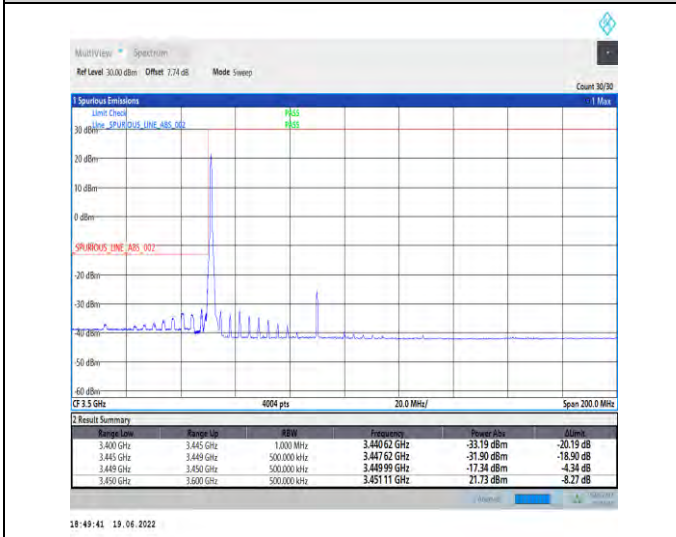 MultiView Spectrum
Ref Level 30.00 dBm Offset 7.74 dB Mode Sweep
Count 30/30
1 Spurious Emissions 1 Max
Limit Check PASS
Line _SPURIOUS_LINE_ABS_002 PASS
30 dBm
20 dBm
10 dBm
0 dBm
_SPURIOUS_LINE_ABS_002
-20 dBm
-30 dBm
-40 dBm
-50 dBm
-60 dBm
CF 3.5 GHz 4004 pts 20.0 MHz/ Span 200.0 MHz
2 Result Summary
Range Low Range Up RBW Frequency Power Abs ΔLimit
3.400 GHz 3.445 GHz 1.000 MHz 3.440 62 GHz -33.19 dBm -20.19 dB
3.445 GHz 3.449 GHz 500.000 kHz 3.447 62 GHz -31.90 dBm -18.90 dB
3.449 GHz 3.450 GHz 500.000 kHz 3.449 99 GHz -17.34 dBm -4.34 dB
3.450 GHz 3.600 GHz 500.000 kHz 3.451 11 GHz 21.73 dBm -8.27 dB
18:49:41 19.06.2022